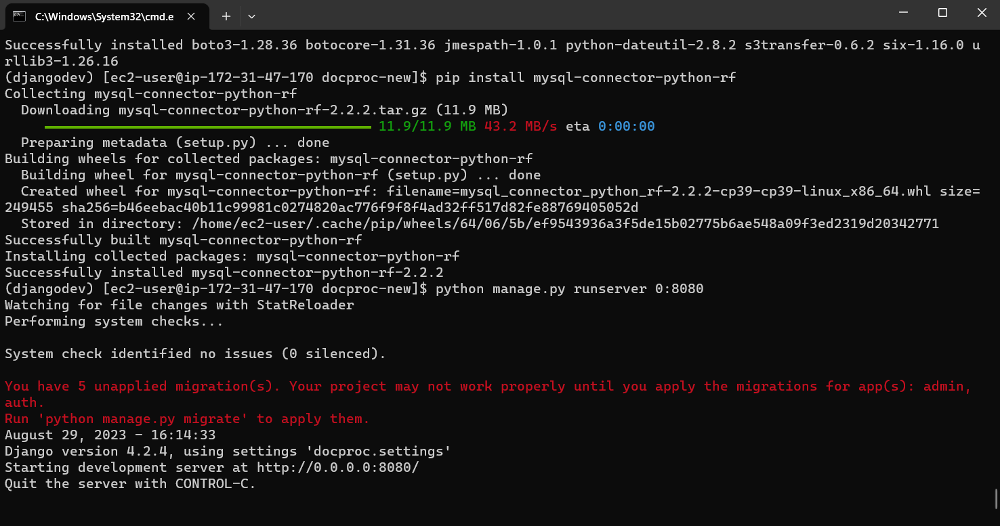 C:\Windows\System32\cmd.e
Successfully installed boto3-1.28.36 botocore-1.31.36 jmespath-1.0.1 python-dateutil-2.8.2 s3transfer-0.6.2 six-1.16.0 u
rllib3-1.26.16
(djangodev) [ec2-user@ip-172-31-47-170 docproc-new]$ pip install mysql-connector-python-rf
Collecting mysql-connector-python-rf
  Downloading mysql-connector-python-rf-2.2.2.tar.gz (11.9 MB)
11.9/11.9 MB 43.2 MB/s eta 0:00:00
  Preparing metadata (setup.py) ... done
Building wheels for collected packages: mysql-connector-python-rf
  Building wheel for mysql-connector-python-rf (setup.py) ... done
  Created wheel for mysql-connector-python-rf: filename=mysql_connector_python_rf-2.2.2-cp39-cp39-linux_x86_64.whl size=
249455 sha256=b46eebac40b11c99981c0274820ac776f9f8f4ad32ff517d82fe88769405052d
  Stored in directory: /home/ec2-user/.cache/pip/wheels/64/06/5b/ef9543936a3f5de15b02775b6ae548a09f3ed2319d20342771
Successfully built mysql-connector-python-rf
Installing collected packages: mysql-connector-python-rf
Successfully installed mysql-connector-python-rf-2.2.2
(djangodev) [ec2-user@ip-172-31-47-170 docproc-new]$ python manage.py runserver 0:8080
Watching for file changes with StatReloader
Performing system checks...

System check identified no issues (0 silenced).

You have 5 unapplied migration(s). Your project may not work properly until you apply the migrations for app(s): admin,
auth.
Run 'python manage.py migrate' to apply them.
August 29, 2023 - 16:14:33
Django version 4.2.4, using settings 'docproc.settings'
Starting development server at http://0.0.0.0:8080/
Quit the server with CONTROL-C.